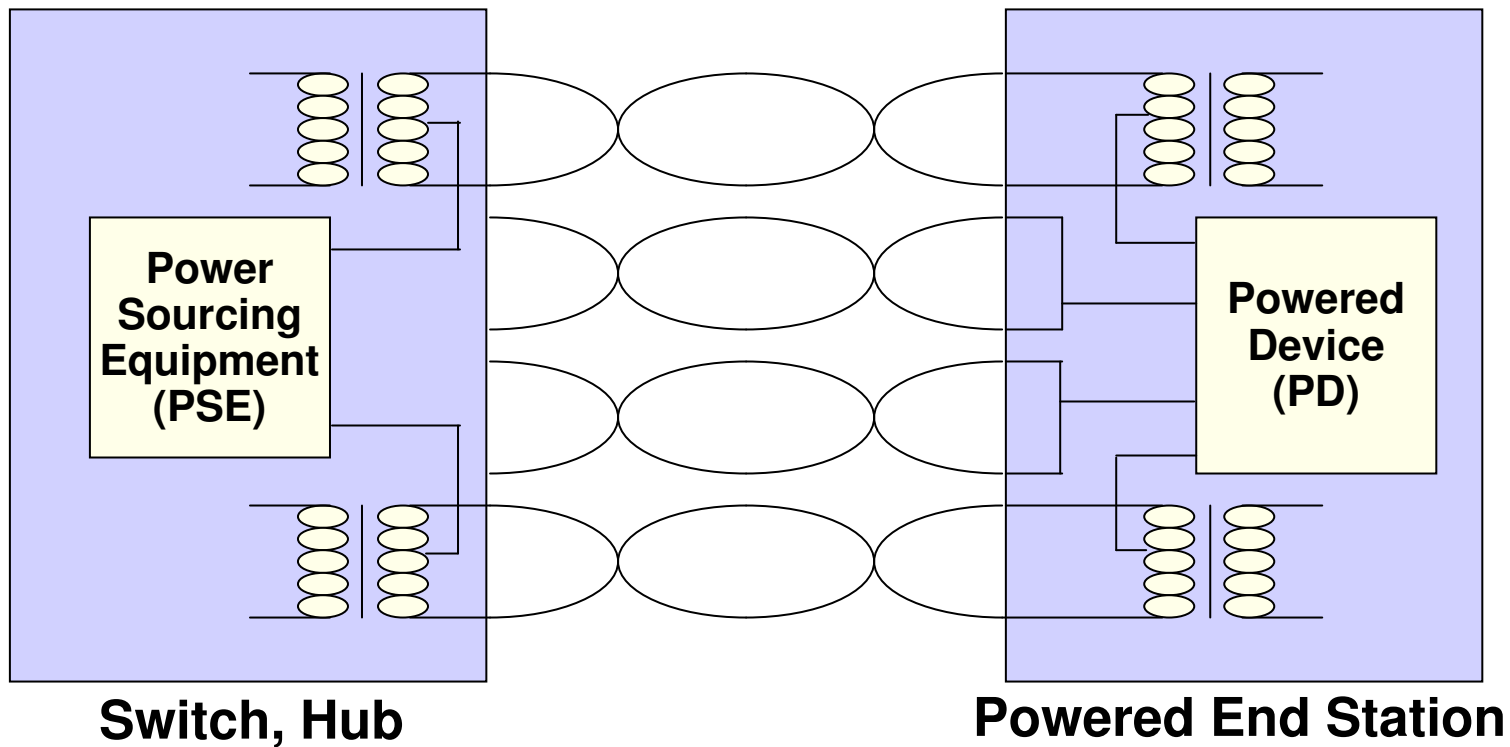 Power
Sourcing
Equipment
(PSE)
Powered
Device
(PD)
Switch, Hub
Powered End Station